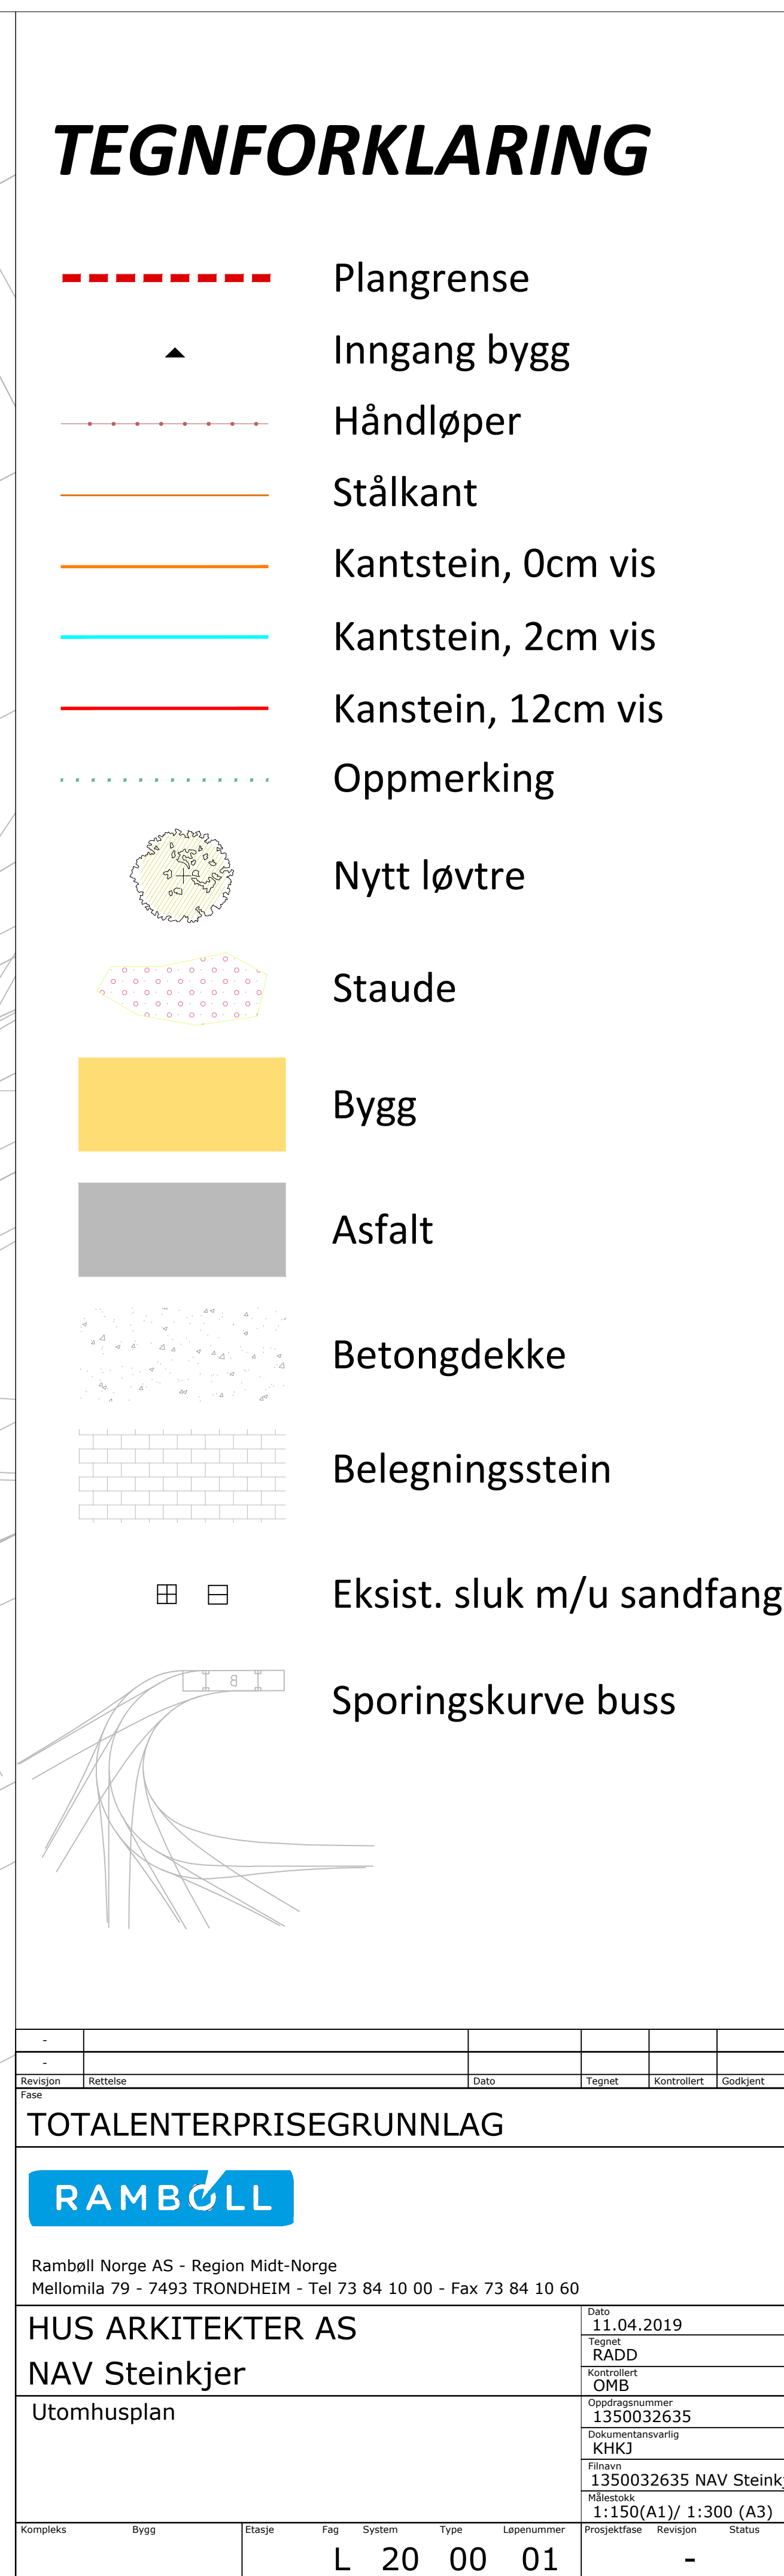 TEGNFORKLARING
Plangrense
Inngang bygg
Håndløper
Stålkant
Kantstein, 0cm vis
Kantstein, 2cm vis
Kanstein, 12cm vis
Oppmerking
Nytt løvtre
Staude
Bygg
Asfalt
Betongdekke
Belegningsstein
Eksist. sluk m/u sandfang
B
Sporingskurve buss
-
-
Revisjon Rettelse Dato Tegnet Kontrollert Godkjent
Fase
TOTALENTERPRISEGRUNNLAG
RAMBØLL
Rambøll Norge AS - Region Midt-Norge
Mellomila 79 - 7493 TRONDHEIM - Tel 73 84 10 00 - Fax 73 84 10 60
HUS ARKITEKTER AS
NAV Steinkjer
Utomhusplan
Dato
11.04.2019
Tegnet
RADD
Kontrollert
OMB
Oppdragsnummer
1350032635
Dokumentansvarlig
KHKJ
Filnavn
1350032635 NAV Steinkj
Målestokk
1:150(A1)/ 1:300 (A3)
Kompleks Bygg Etasje Fag System Type Løpenummer Prosjektfase Revisjon Status
L 20 00 01 -